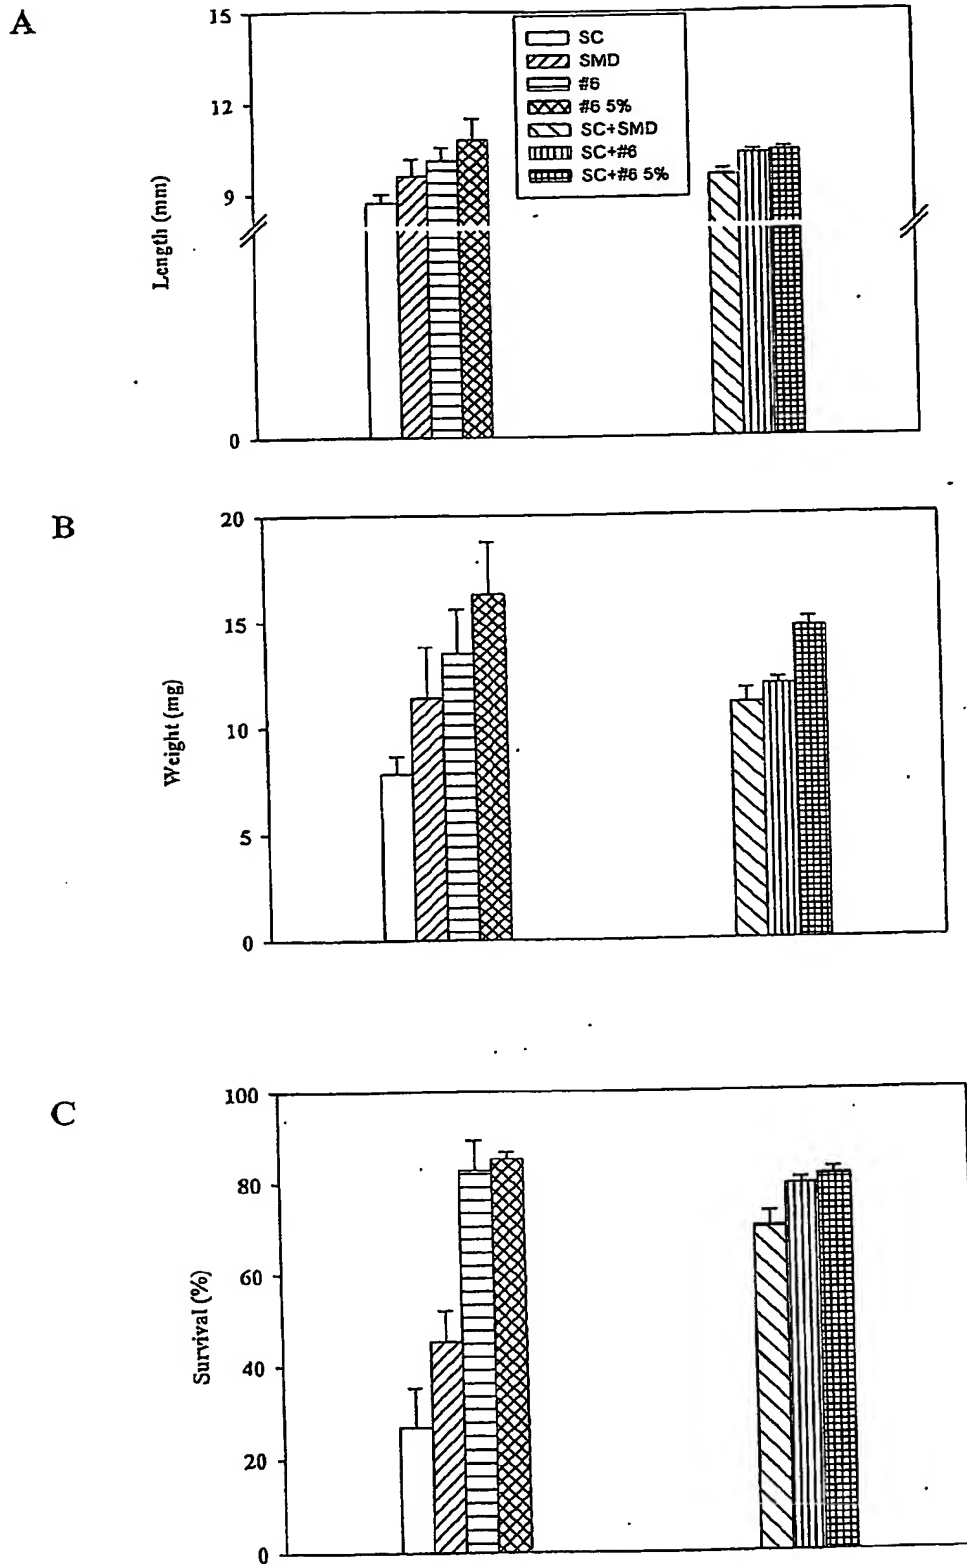 A
15
12
9
0
Length (mm)
SC
SMD
#6
#6 5%
SC+SMD
SC+#6
SC+#6 5%
B
20
15
10
5
0
Weight (mg)
C
100
80
60
40
20
0
Survival (%)